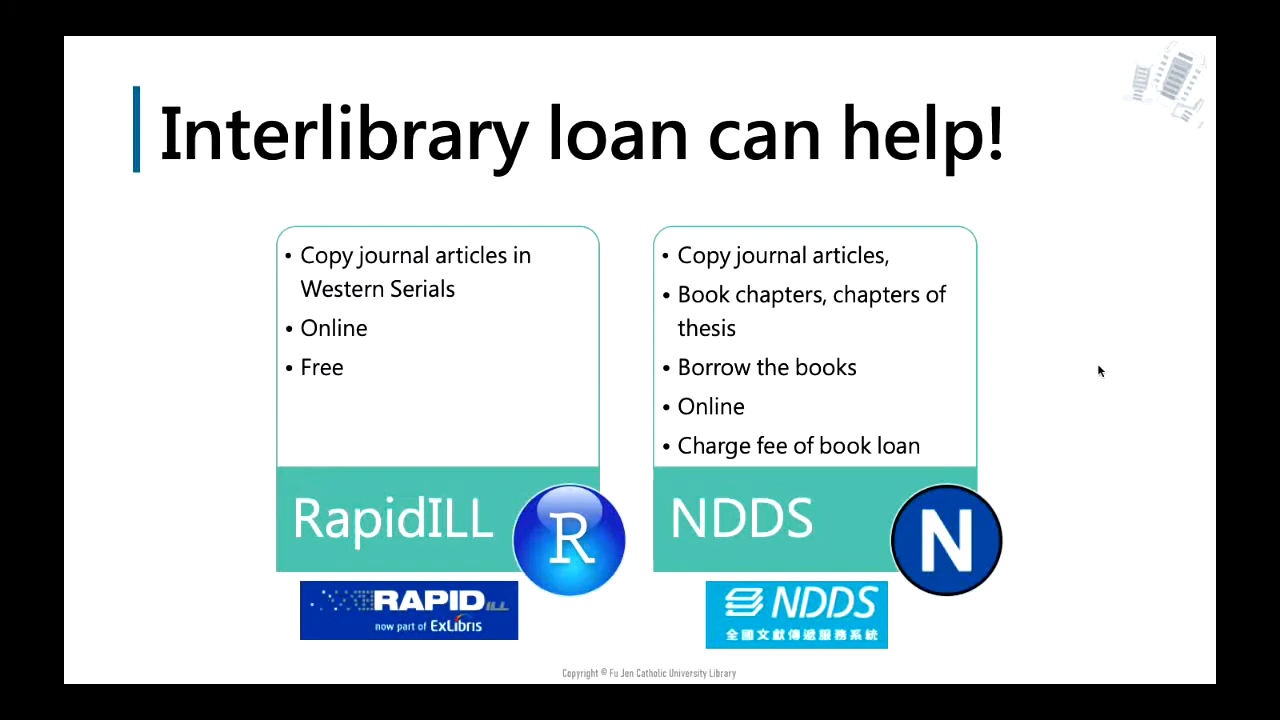 Interlibrary loan can help!
• Copy journal articles in
Western Serials
• Online
• Free
RapidILL
R
RAPIDILL
now part of ExLibris
• Copy journal articles,
• Book chapters, chapters of
thesis
• Borrow the books
• Online
• Charge fee of book loan
NDDS
N
NDDS
全國文獻傳遞服務系統
Copyright © Fu Jen Catholic University Library